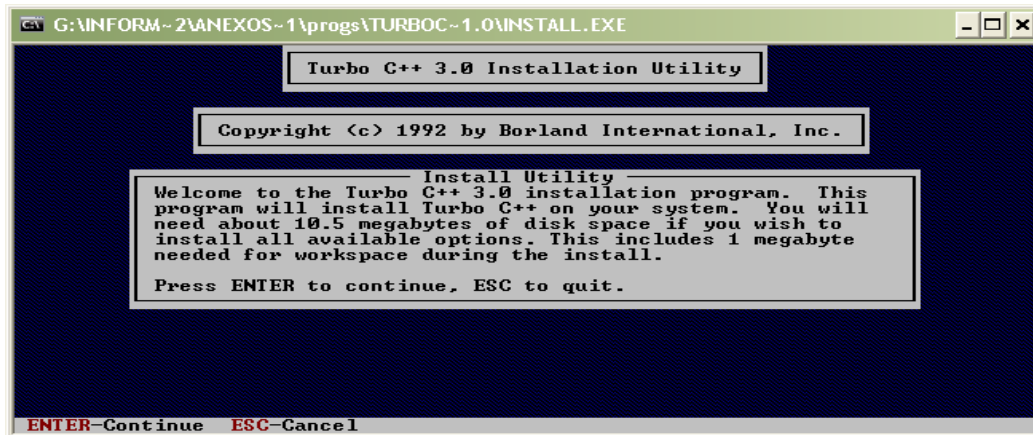 G:\INFORM~2\ANEXOS~1\progs\TURBOC~1.0\INSTALL.EXE
Turbo C++ 3.0 Installation Utility
Copyright (c) 1992 by Borland International, Inc.
Install Utility
Welcome to the Turbo C++ 3.0 installation program. This
program will install Turbo C++ on your system. You will
need about 10.5 megabytes of disk space if you wish to
install all available options. This includes 1 megabyte
needed for workspace during the install.
Press ENTER to continue, ESC to quit.
ENTER-Continue ESC-Cancel